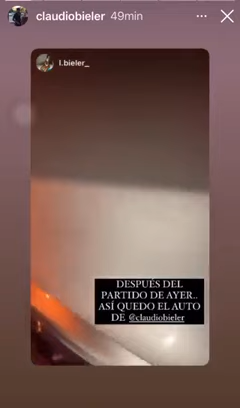 claudiobieler 49min
l.bieler_
DESPUÉS DEL
PARTIDO DE AYER..
ASÍ QUEDO EL AUTO
DE @claudiobieler